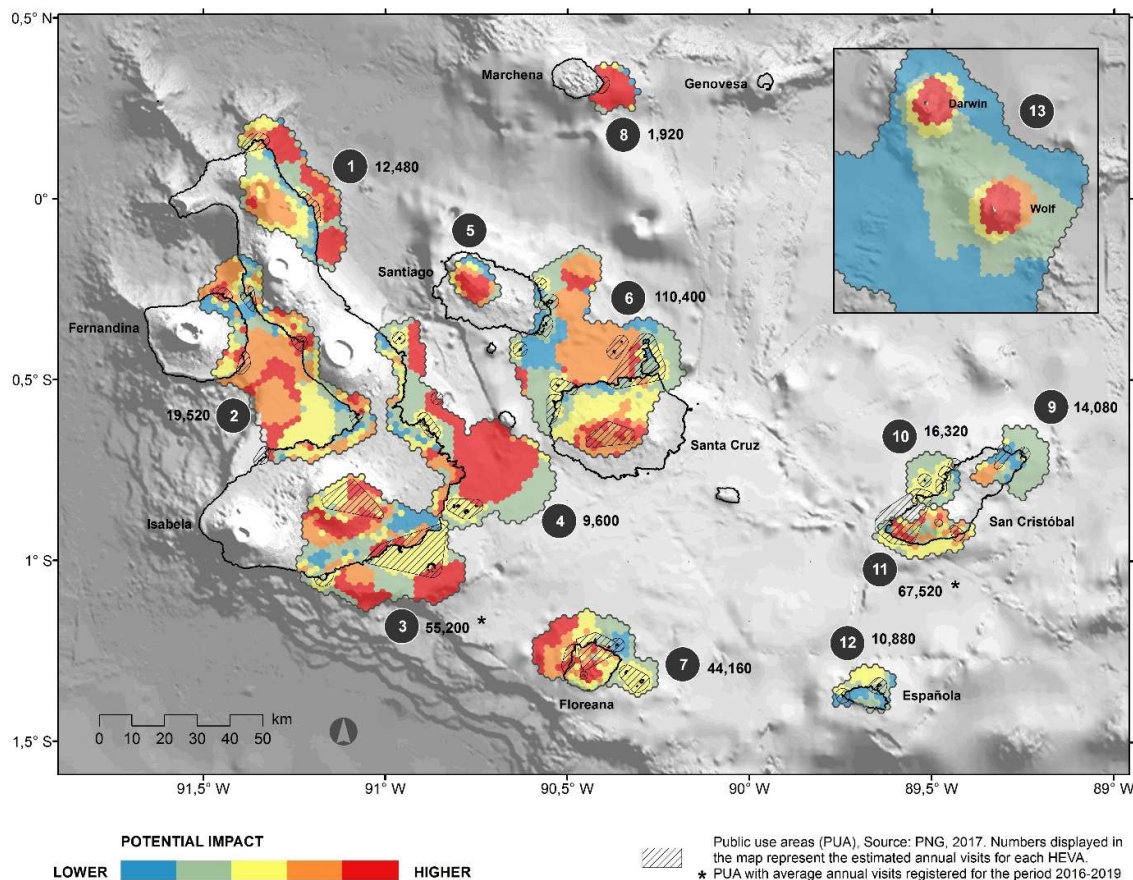 0,5° N
Marchena
Genovesa
Darwin
13
8
1,920
1
12,480
Wolf
0°
5
Santiago
6
110,400
Fernandina
0,5° S
9
14,080
19,520
2
10
16,320
Santa Cruz
Isabela
4
9,600
San Cristóbal
1° S
11
67,520 *
3
55,200 *
12
10,880
7
44,160
Española
Floreana
km
0 10 20 30 40 50
1,5° S
91,5° W
91° W
90,5° W
90° W
89,5° W
89° W
POTENTIAL IMPACT
LOWER
HIGHER
Public use areas (PUA), Source: PNG, 2017. Numbers displayed in
the map represent the estimated annual visits for each HEVA.
* PUA with average annual visits registered for the period 2016-2019